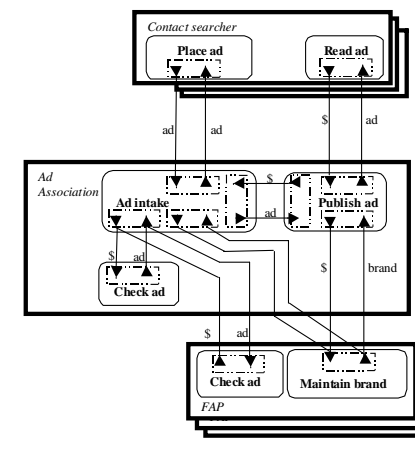 Contact searcher
Place ad
Read ad
ad
ad
$
ad
Ad
Association
Ad intake
$
ad
Publish ad
$
ad
Check ad
$
brand
$
ad
Check ad
Maintain brand
FAP